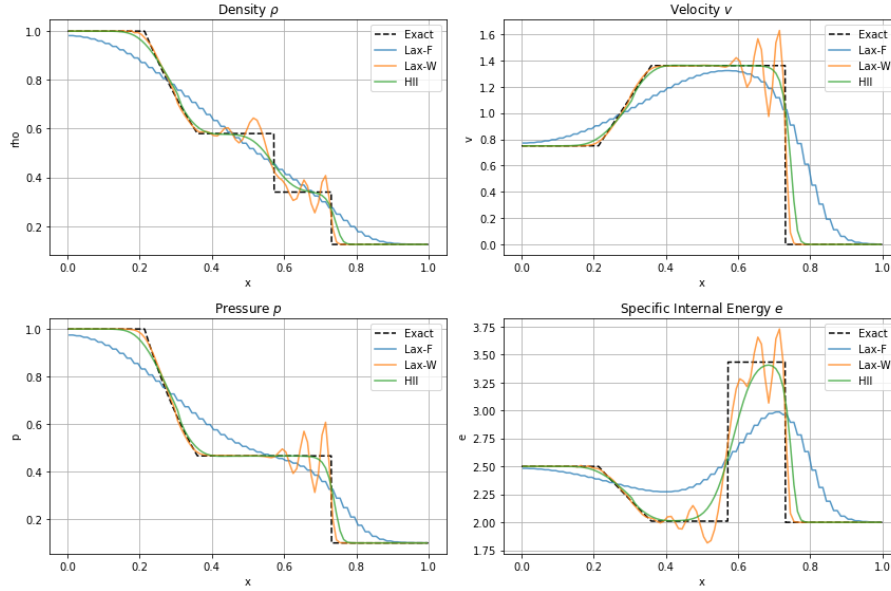 Density ρ
1.0
0.8
0.6
0.4
0.2
rho
0.0 0.2 0.4 0.6 0.8 1.0
x
Exact
Lax-F
Lax-W
Hll
Velocity v
1.6
1.4
1.2
1.0
0.8
0.6
0.4
0.2
0.0
v
0.0 0.2 0.4 0.6 0.8 1.0
x
Exact
Lax-F
Lax-W
Hll
Pressure p
1.0
0.8
0.6
0.4
0.2
p
0.0 0.2 0.4 0.6 0.8 1.0
x
Exact
Lax-F
Lax-W
Hll
Specific Internal Energy e
3.75
3.50
3.25
3.00
2.75
2.50
2.25
2.00
1.75
e
0.0 0.2 0.4 0.6 0.8 1.0
x
Exact
Lax-F
Lax-W
Hll